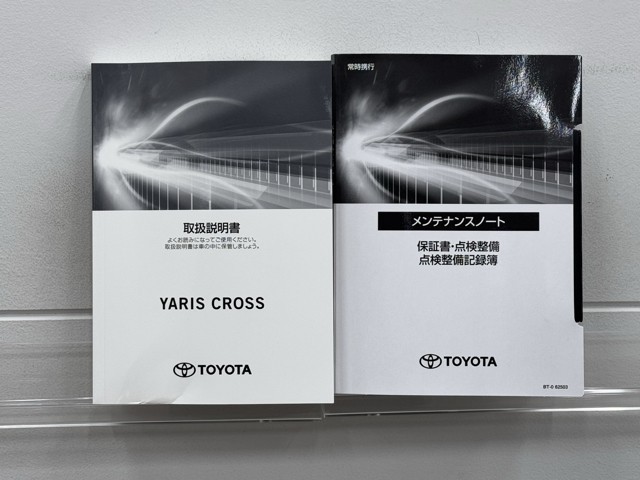 取扱説明書
よくお読みになってご使用ください。
取扱説明書は車の中に保管しましょう。
YARIS CROSS
TOYOTA
常時携行
メンテナンスノート
保証書・点検整備
点検整備記録簿
TOYOTA
BT-0 62503